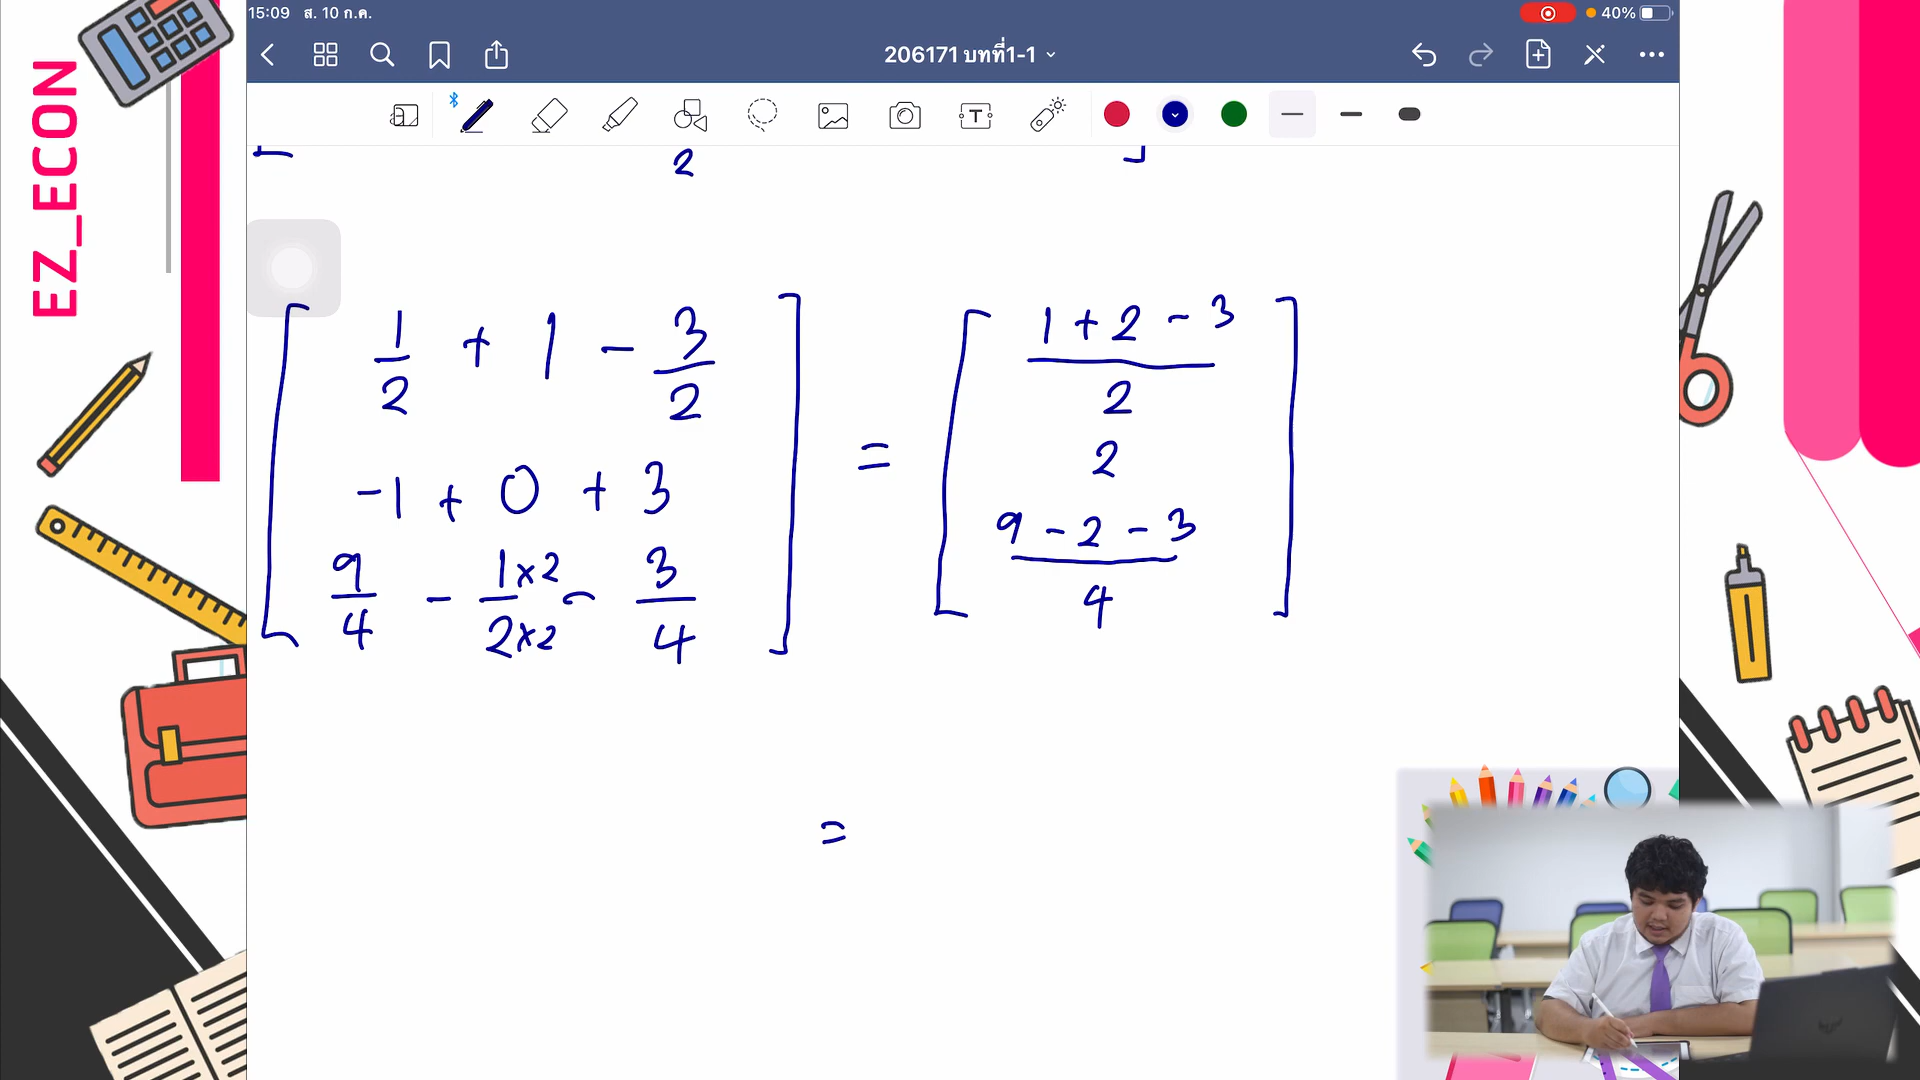 EZ_ECON
15:09 ส. 10 ก.ค.
40%
206171 บทที่1-1
T
2
1/2 + 1 - 3/2
-1 + 0 + 3
9/4 - 1×2/2×2 - 3/4
=
1 + 2 - 3
2
2
9 - 2 - 3
4
=